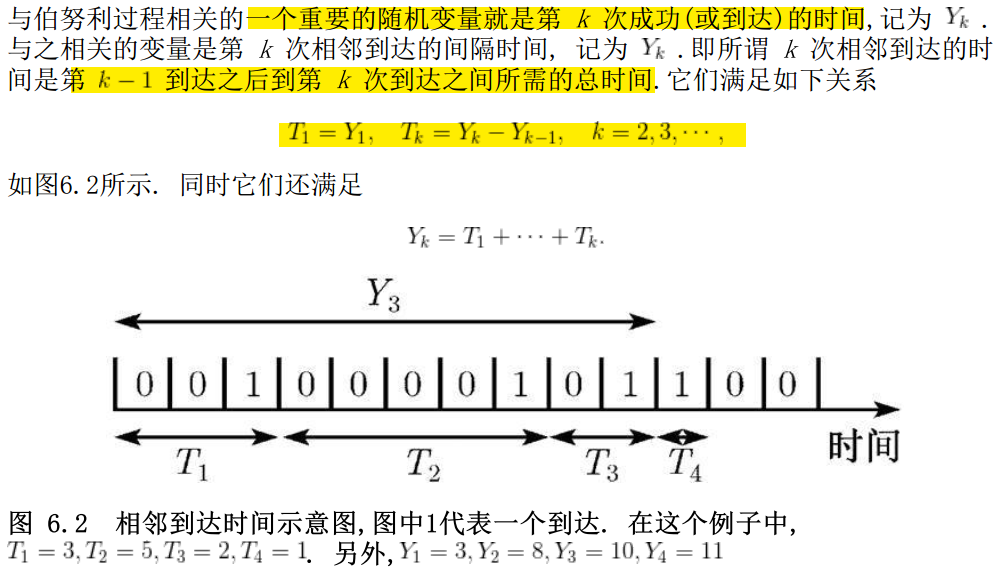 与伯努利过程相关的一个重要的随机变量就是第 k 次成功(或到达)的时间,记为 Y_k .
与之相关的变量是第 k 次相邻到达的间隔时间, 记为 Y_k .即所谓 k 次相邻到达的时
间是第 k − 1 到达之后到第 k 次到达之间所需的总时间.它们满足如下关系
T_1 = Y_1, T_k = Y_k − Y_{k−1}, k = 2, 3, ⋯ ,
如图6.2所示. 同时它们还满足
Y_k = T_1 + ⋯ + T_k.
Y_3
0 0 1 0 0 0 0 1 0 1 1 0 0
T_1 T_2 T_3 T_4 时间
图 6.2 相邻到达时间示意图,图中1代表一个到达. 在这个例子中,
T_1 = 3, T_2 = 5, T_3 = 2, T_4 = 1. 另外, Y_1 = 3, Y_2 = 8, Y_3 = 10, Y_4 = 11